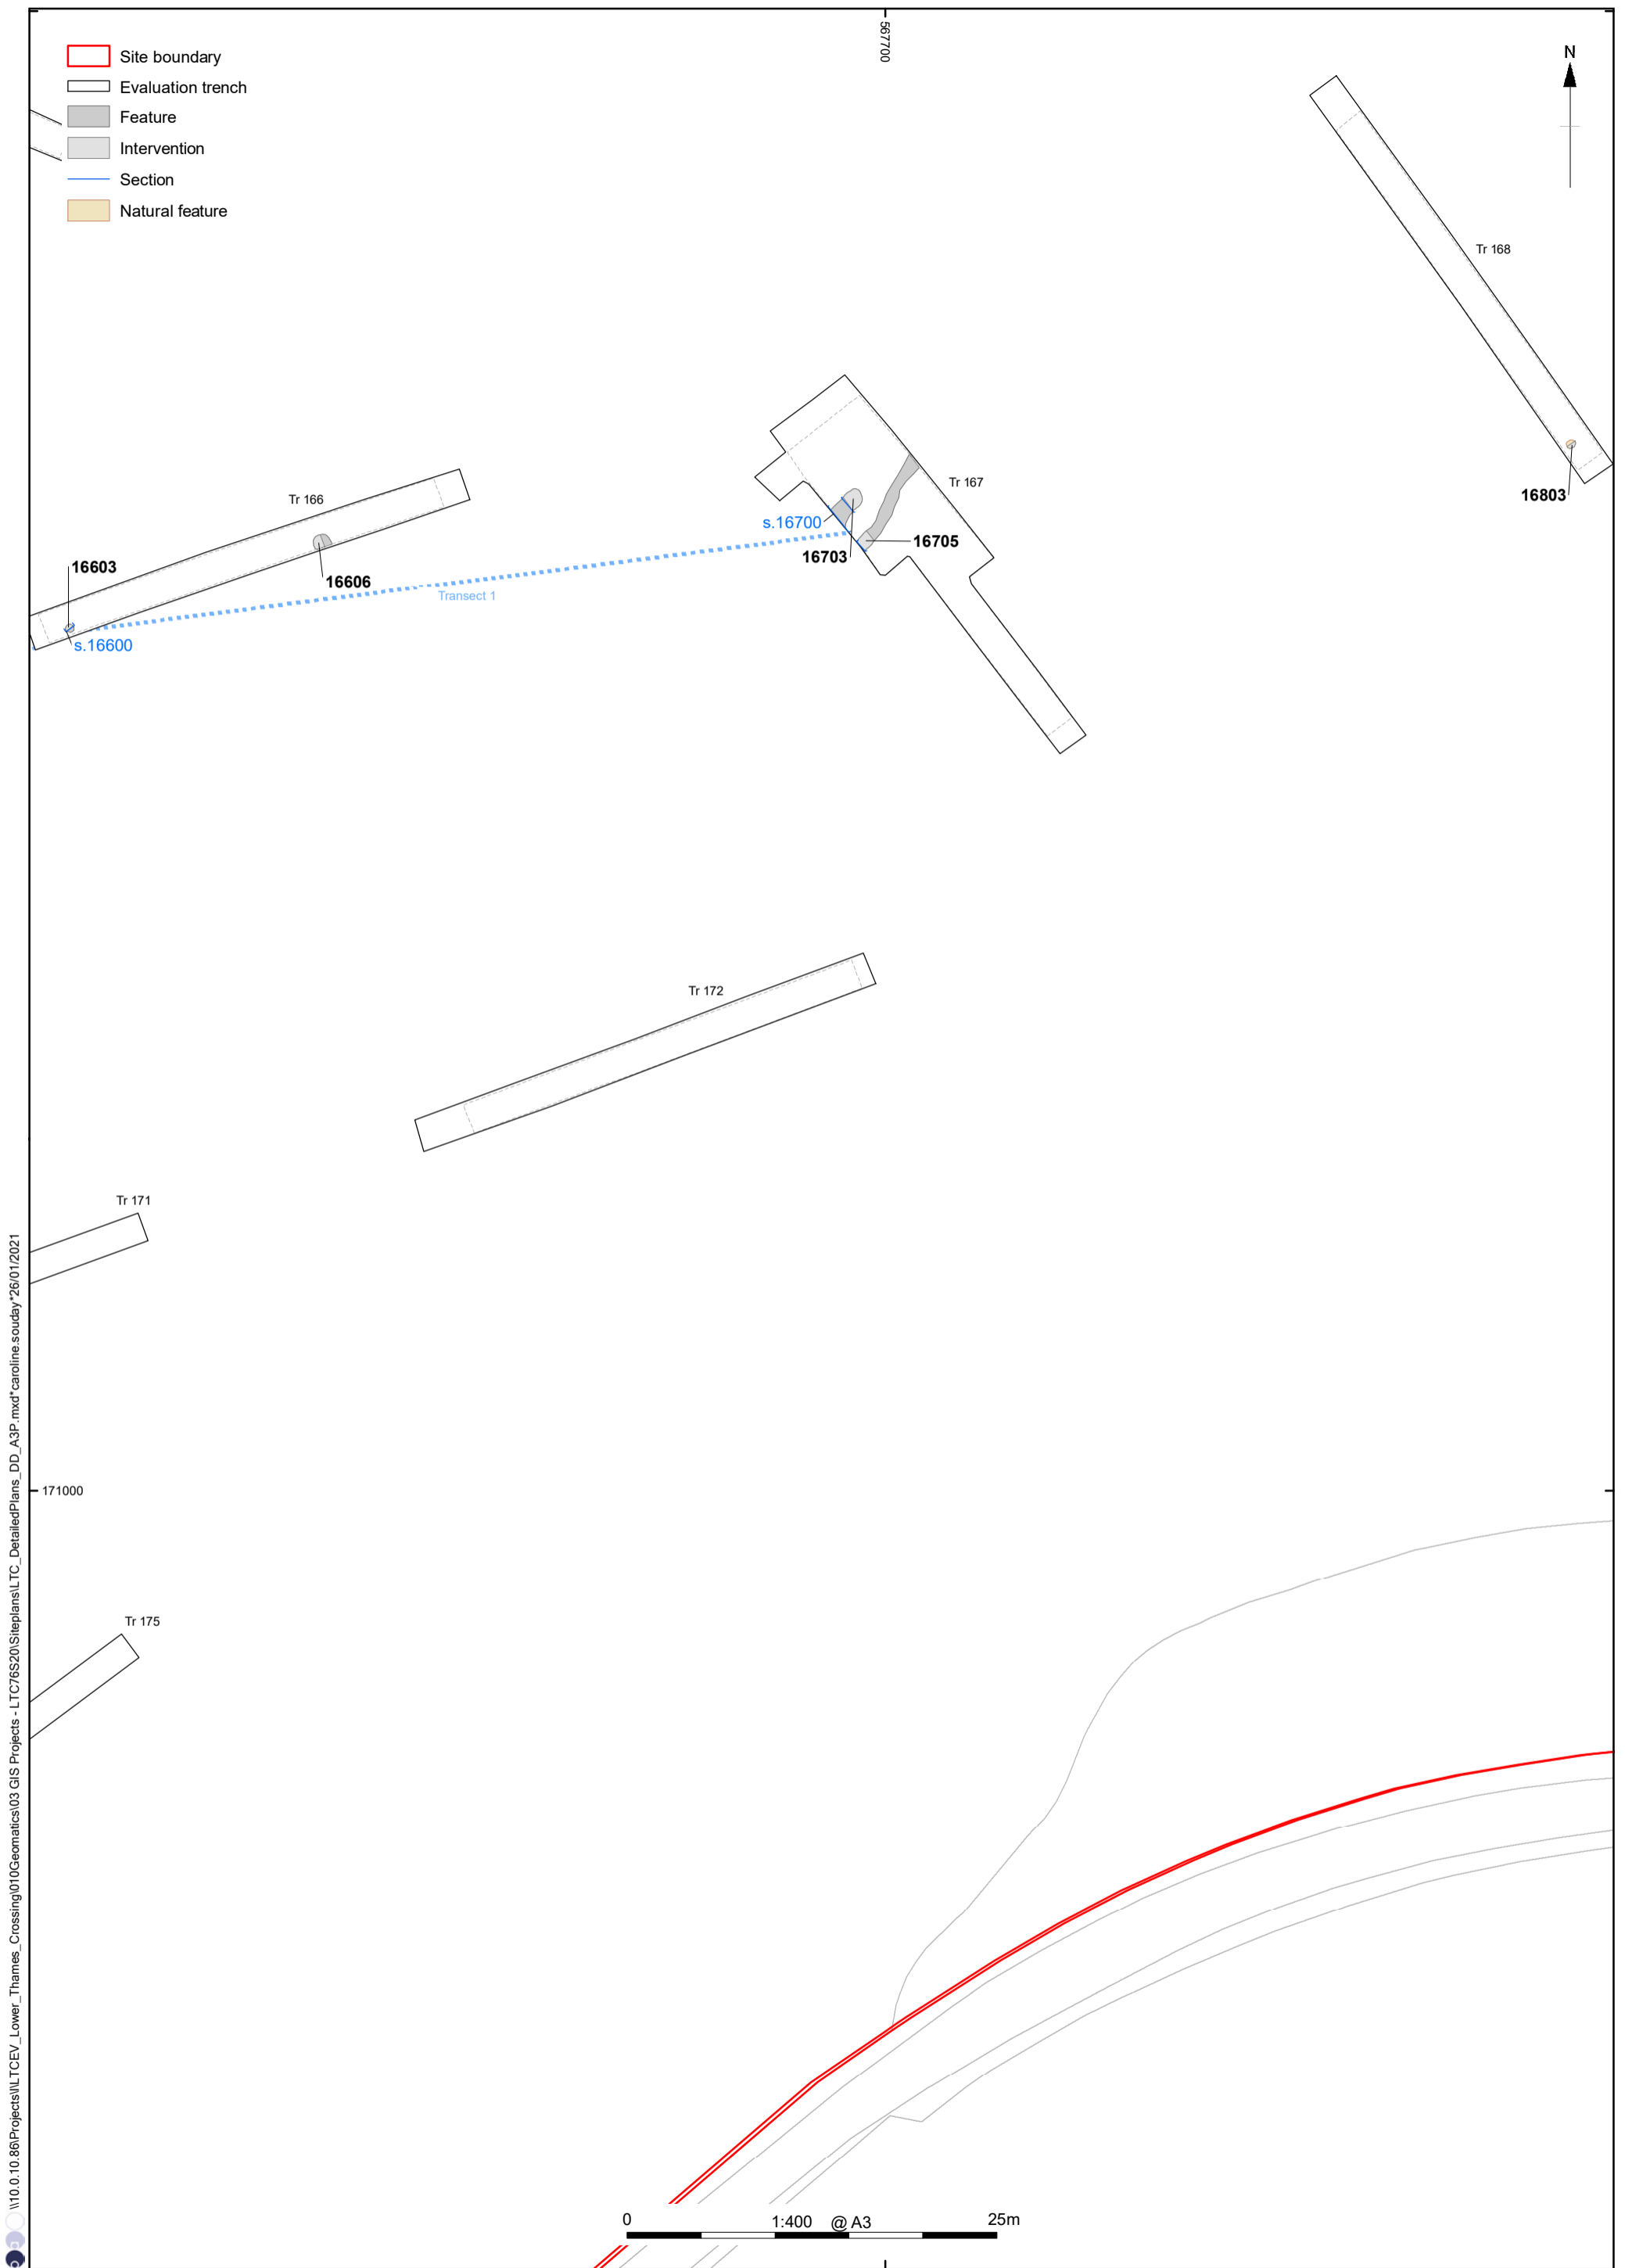 567700
Site boundary
Evaluation trench
Feature
Intervention
Section
Natural feature
N
Tr 168
16803
Tr 167
s.16700
16703
16705
Tr 166
16603
16606
s.16600
Transect 1
Tr 172
Tr 171
171000
Tr 175
0 1:400 @ A3 25m
\\10.0.10.86\Projects\l\LTCEV_Lower_Thames_Crossing\010Geomatics\03 GIS Projects - LTC76S20\Siteplans\LTC_DetailedPlans_DD_A3P.mxd*caroline.souday*26/01/2021